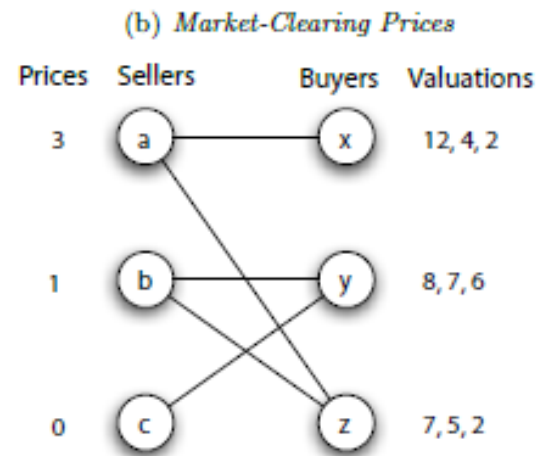 (b) Market-Clearing Prices
Prices Sellers Buyers Valuations
3 a x 12, 4, 2
1 b y 8, 7, 6
0 c z 7, 5, 2